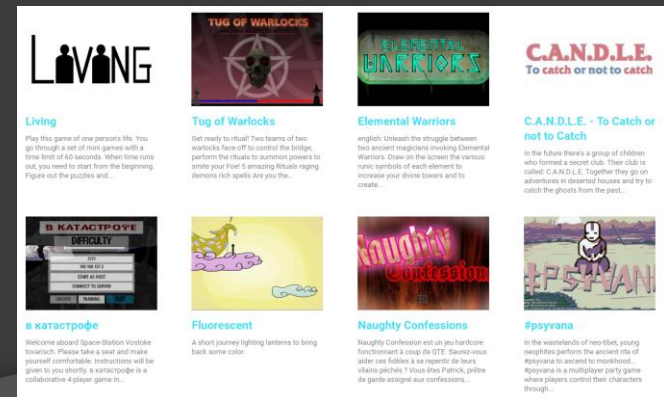 LIVING
TUG OF WARLOCKS
ELEMENTAL
WARRIORS
C.A.N.D.L.E.
To catch or not to catch
Living
Play this game of one person's life. You
go through a set of mini games with a
time limit of 60 seconds. When time runs
out, you need to start from the beginning.
Figure out the puzzles and...
Tug of Warlocks
Get ready to ritual! Two teams of two
warlocks face off to control the bridge,
perform the rituals to summon powers to
smite your Foe! 5 amazing Rituals raging
demons rich spells Are you the...
Elemental Warriors
english: Unleash the struggle between
two ancient magicians invoking Elemental
Warriors. Draw on the screen the various
runic symbols of each element to
increase your divine towers and to
create...
C.A.N.D.L.E. - To Catch or
not to Catch
In the future there's a group of children
who formed a secret club. Their club is
called: C.A.N.D.L.E. Together they go on
adventures in deserted houses and try to
catch the ghosts from the past...
В КАТАСТРОФЕ
DIFFICULTY
START AS HOST
CONNECT TO SERVER
CREDITS
TRAINING
Naughty
Confession
#PSYVANA
в катастрофе
Welcome aboard Space-Station Vostoke
tovarisch. Please take a seat and make
yourself comfortable. Instructions will be
given to you shortly. в катастрофе is a
collaborative 4-player game in...
Fluorescent
A short journey lighting lanterns to bring
back some color.
Naughty Confessions
Naughty Confession est un jeu hardcore
fonctionnant à coup de QTE. Saurez-vous
aider ces fidèles à se repentir de leurs
vilains péchés ? Vous êtes Patrick, prêtre
de garde assigné aux confessions...
#psyvana
In the wastelands of neo-tibet, young
neophites perform the ancient rite of
#psyvana to ascend to monkhood...
#psyvana is a multiplayer party game
where players control their characters
through...